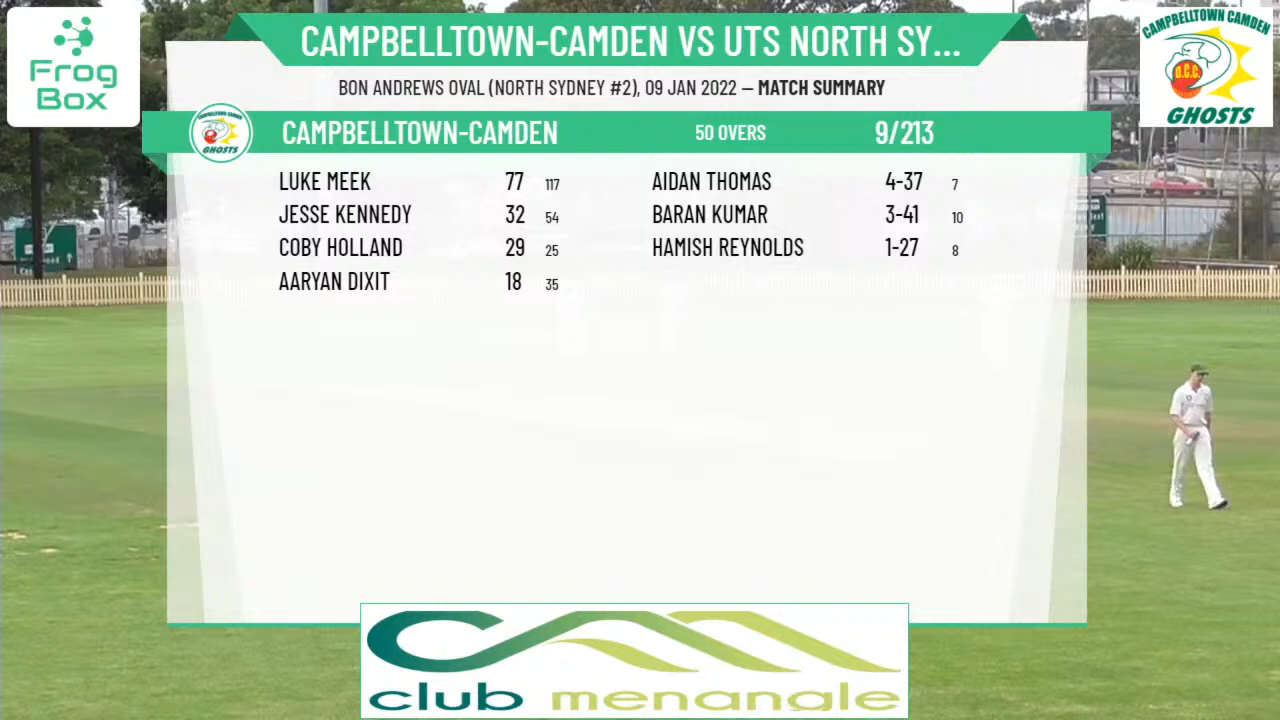 Frog
Box
CAMPBELLTOWN-CAMDEN VS UTS NORTH SY...
CAMPBELLTOWN CAMDEN
D.C.C.
GHOSTS
BON ANDREWS OVAL (NORTH SYDNEY #2), 09 JAN 2022 – MATCH SUMMARY
CAMPBELLTOWN-CAMDEN 50 OVERS 9/213
GHOSTS
LUKE MEEK 77 117 AIDAN THOMAS 4-37 7
JESSE KENNEDY 32 54 BARAN KUMAR 3-41 10
COBY HOLLAND 29 25 HAMISH REYNOLDS 1-27 8
AARYAN DIXIT 18 35
club menangle